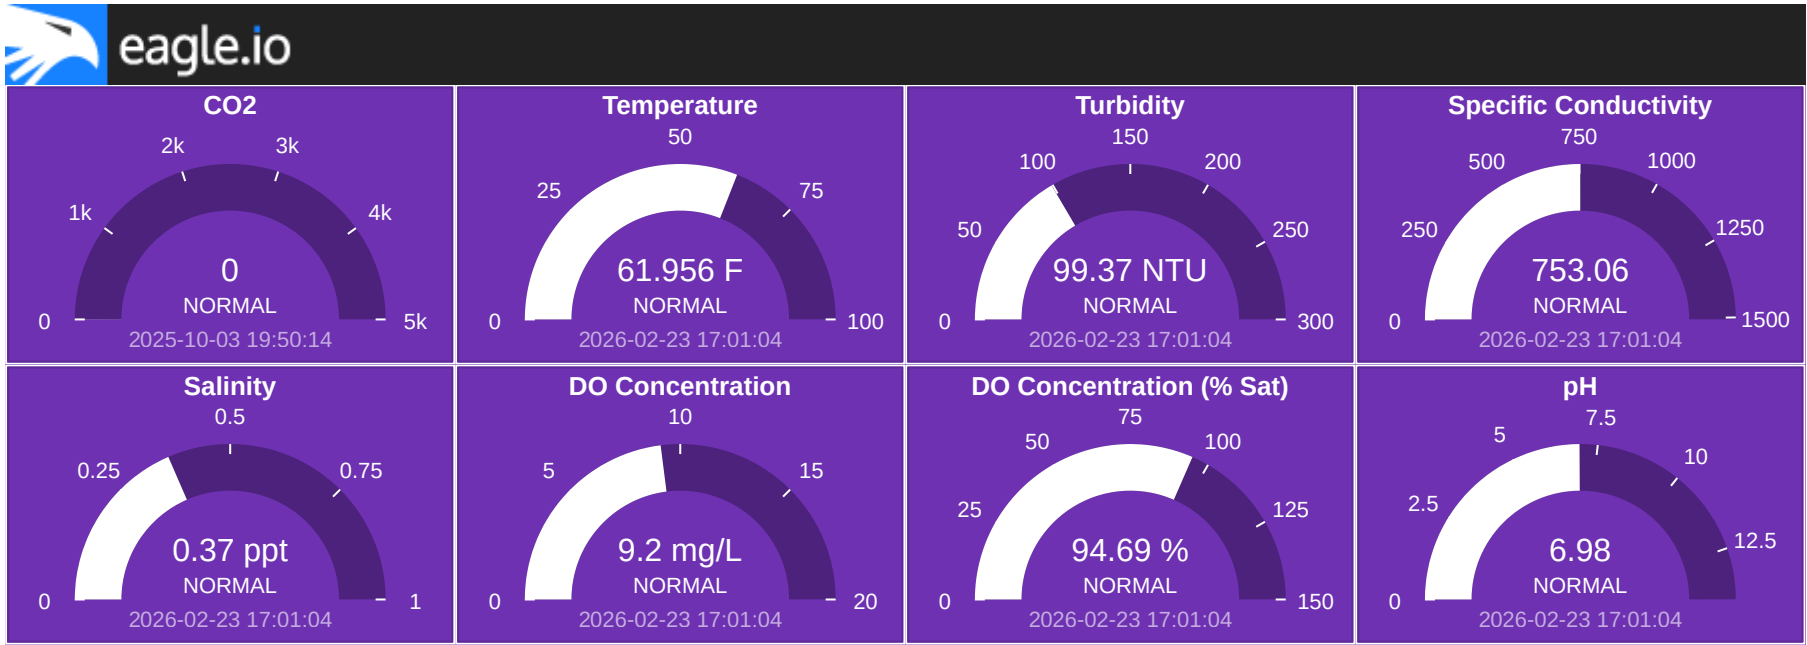 eagle.io
CO2
0
1k
2k
3k
4k
5k
0
NORMAL
2025-10-03 19:50:14
Temperature
0
25
50
75
100
61.956 F
NORMAL
2026-02-23 17:01:04
Turbidity
0
50
100
150
200
250
300
99.37 NTU
NORMAL
2026-02-23 17:01:04
Specific Conductivity
0
250
500
750
1000
1250
1500
753.06
NORMAL
2026-02-23 17:01:04
Salinity
0
0.25
0.5
0.75
1
0.37 ppt
NORMAL
2026-02-23 17:01:04
DO Concentration
0
5
10
15
20
9.2 mg/L
NORMAL
2026-02-23 17:01:04
DO Concentration (% Sat)
0
25
50
75
100
125
150
94.69 %
NORMAL
2026-02-23 17:01:04
pH
0
2.5
5
7.5
10
12.5
6.98
NORMAL
2026-02-23 17:01:04